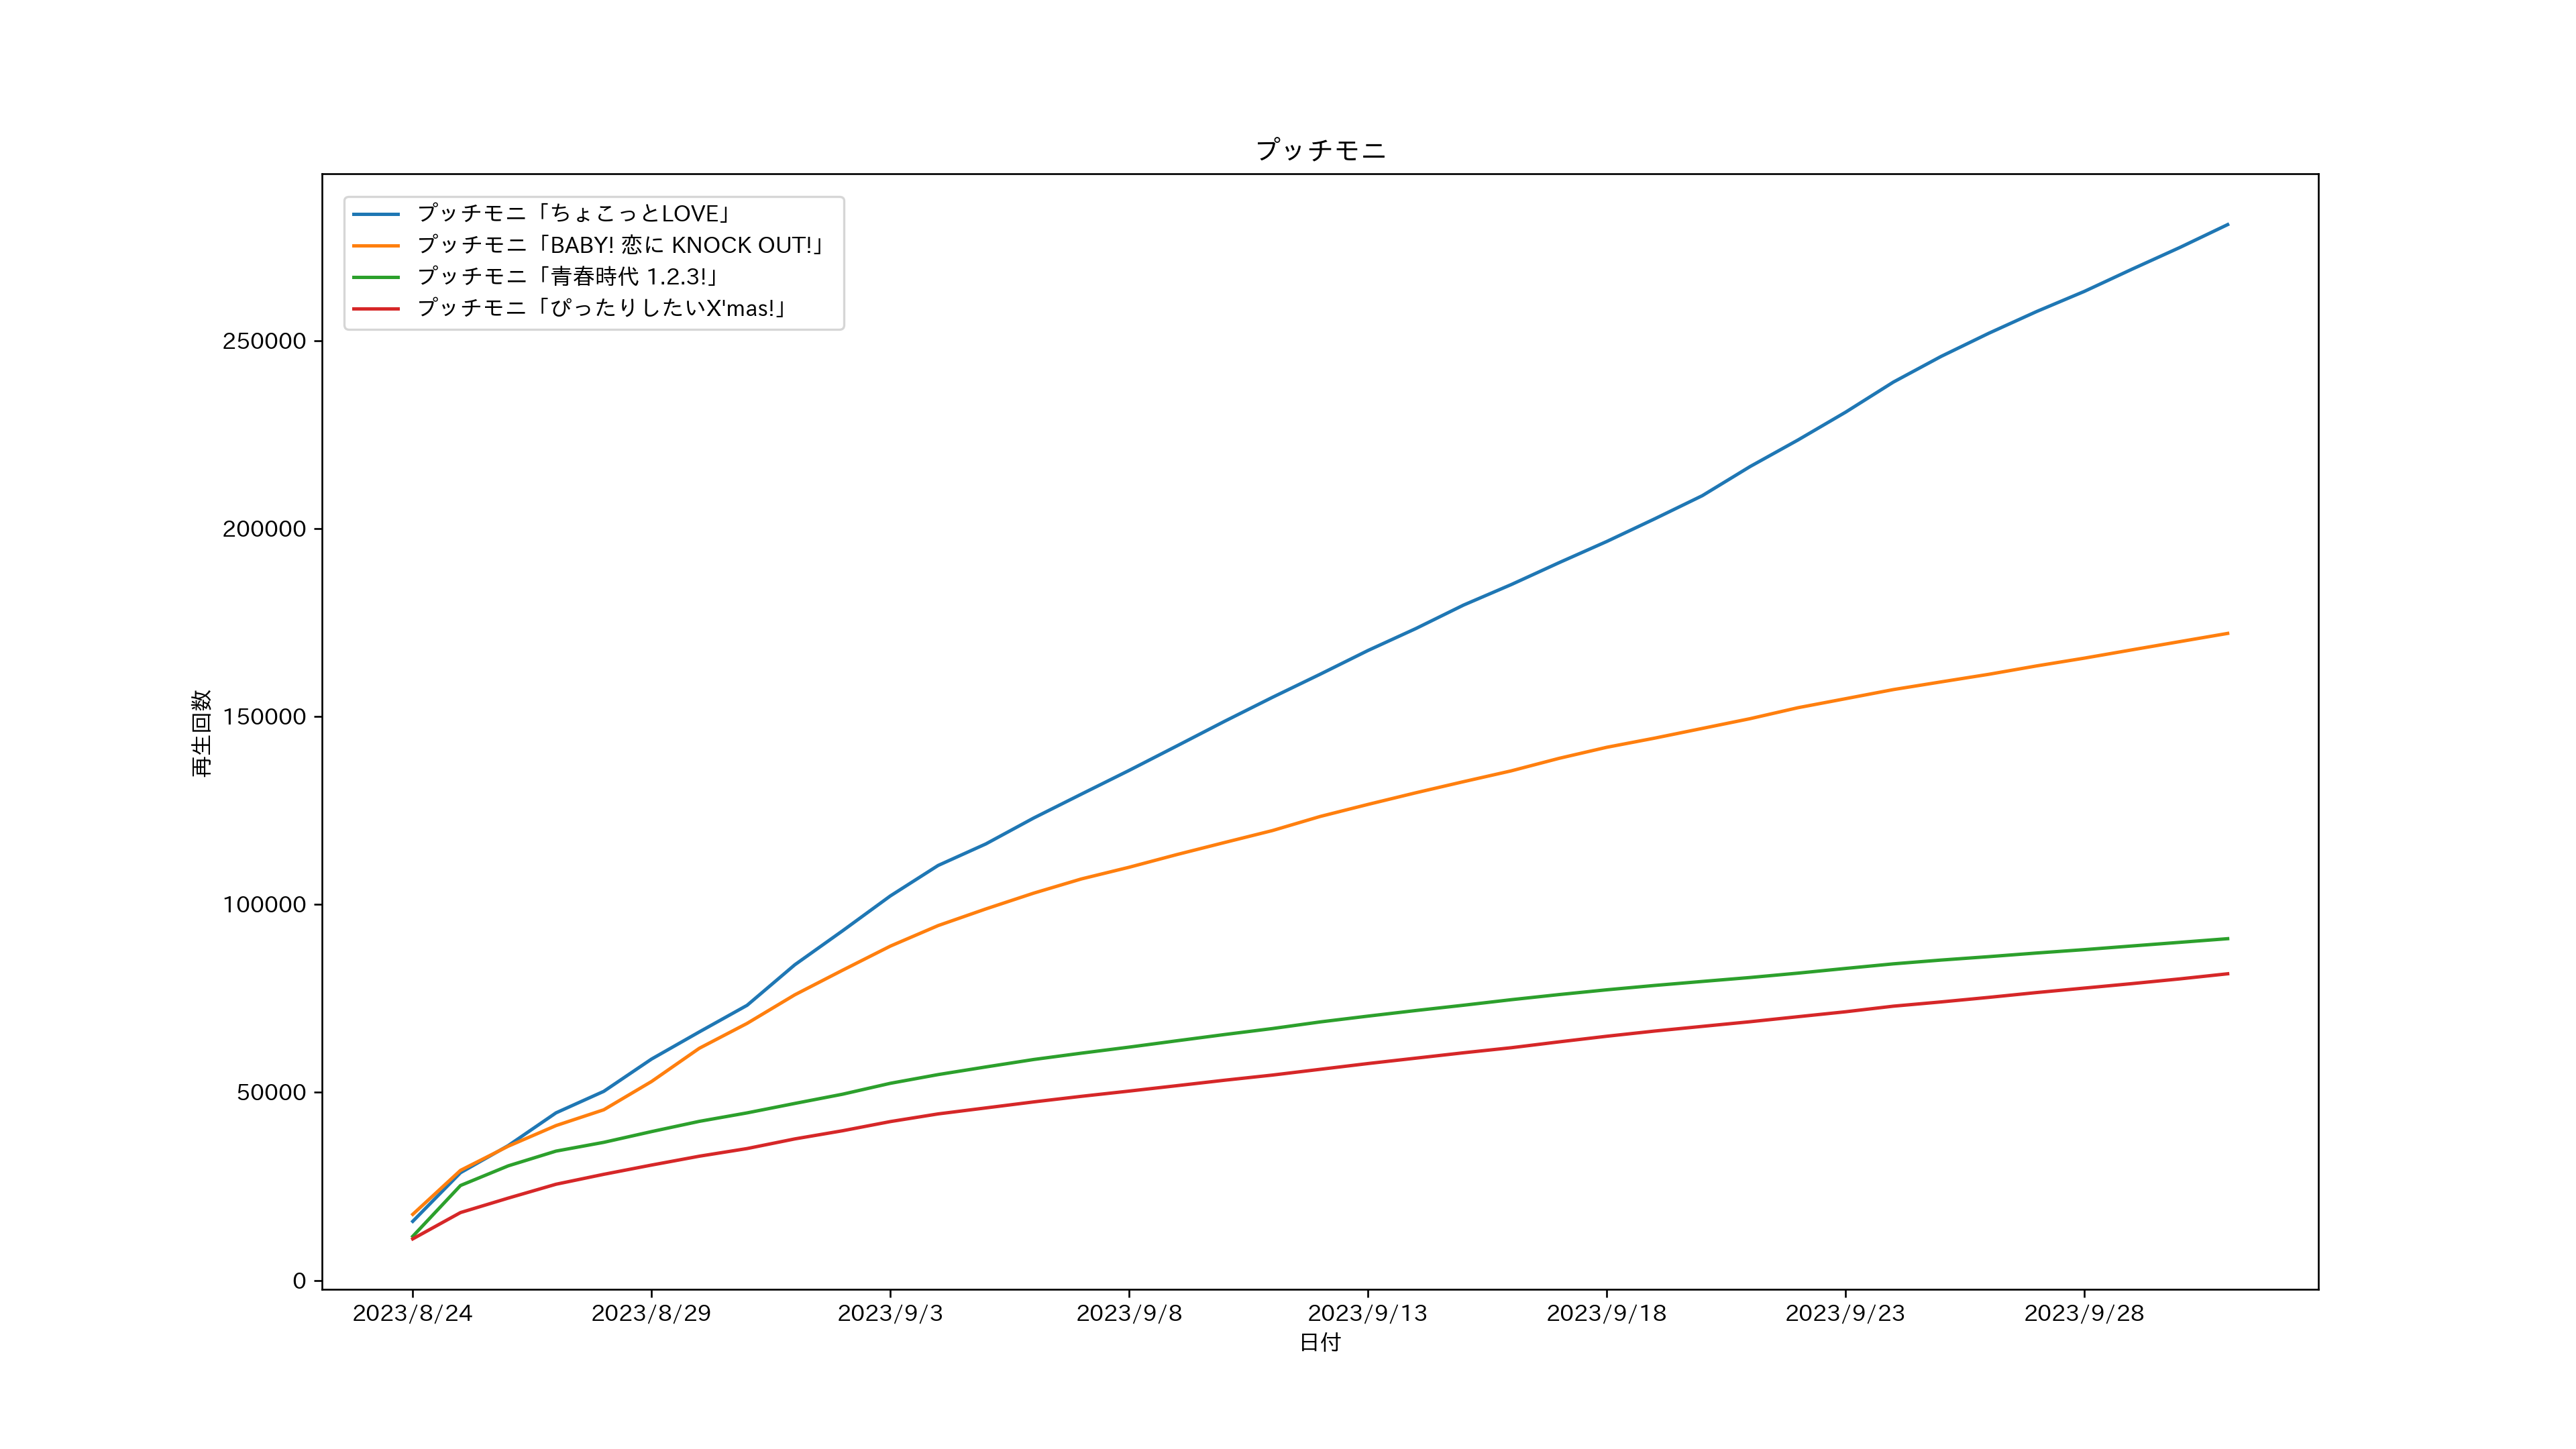 プッチモニ
プッチモニ「ちょこっとLOVE」
プッチモニ「BABY! 恋に KNOCK OUT!」
プッチモニ「青春時代 1.2.3!」
プッチモニ「ぴったりしたいX'mas!」
250000
200000
150000
100000
50000
0
再生回数
2023/8/24 2023/8/29 2023/9/3 2023/9/8 2023/9/13 2023/9/18 2023/9/23 2023/9/28
日付